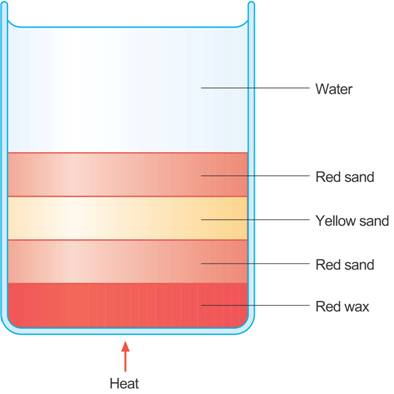 Water
Red sand
Yellow sand
Red sand
Red wax
Heat